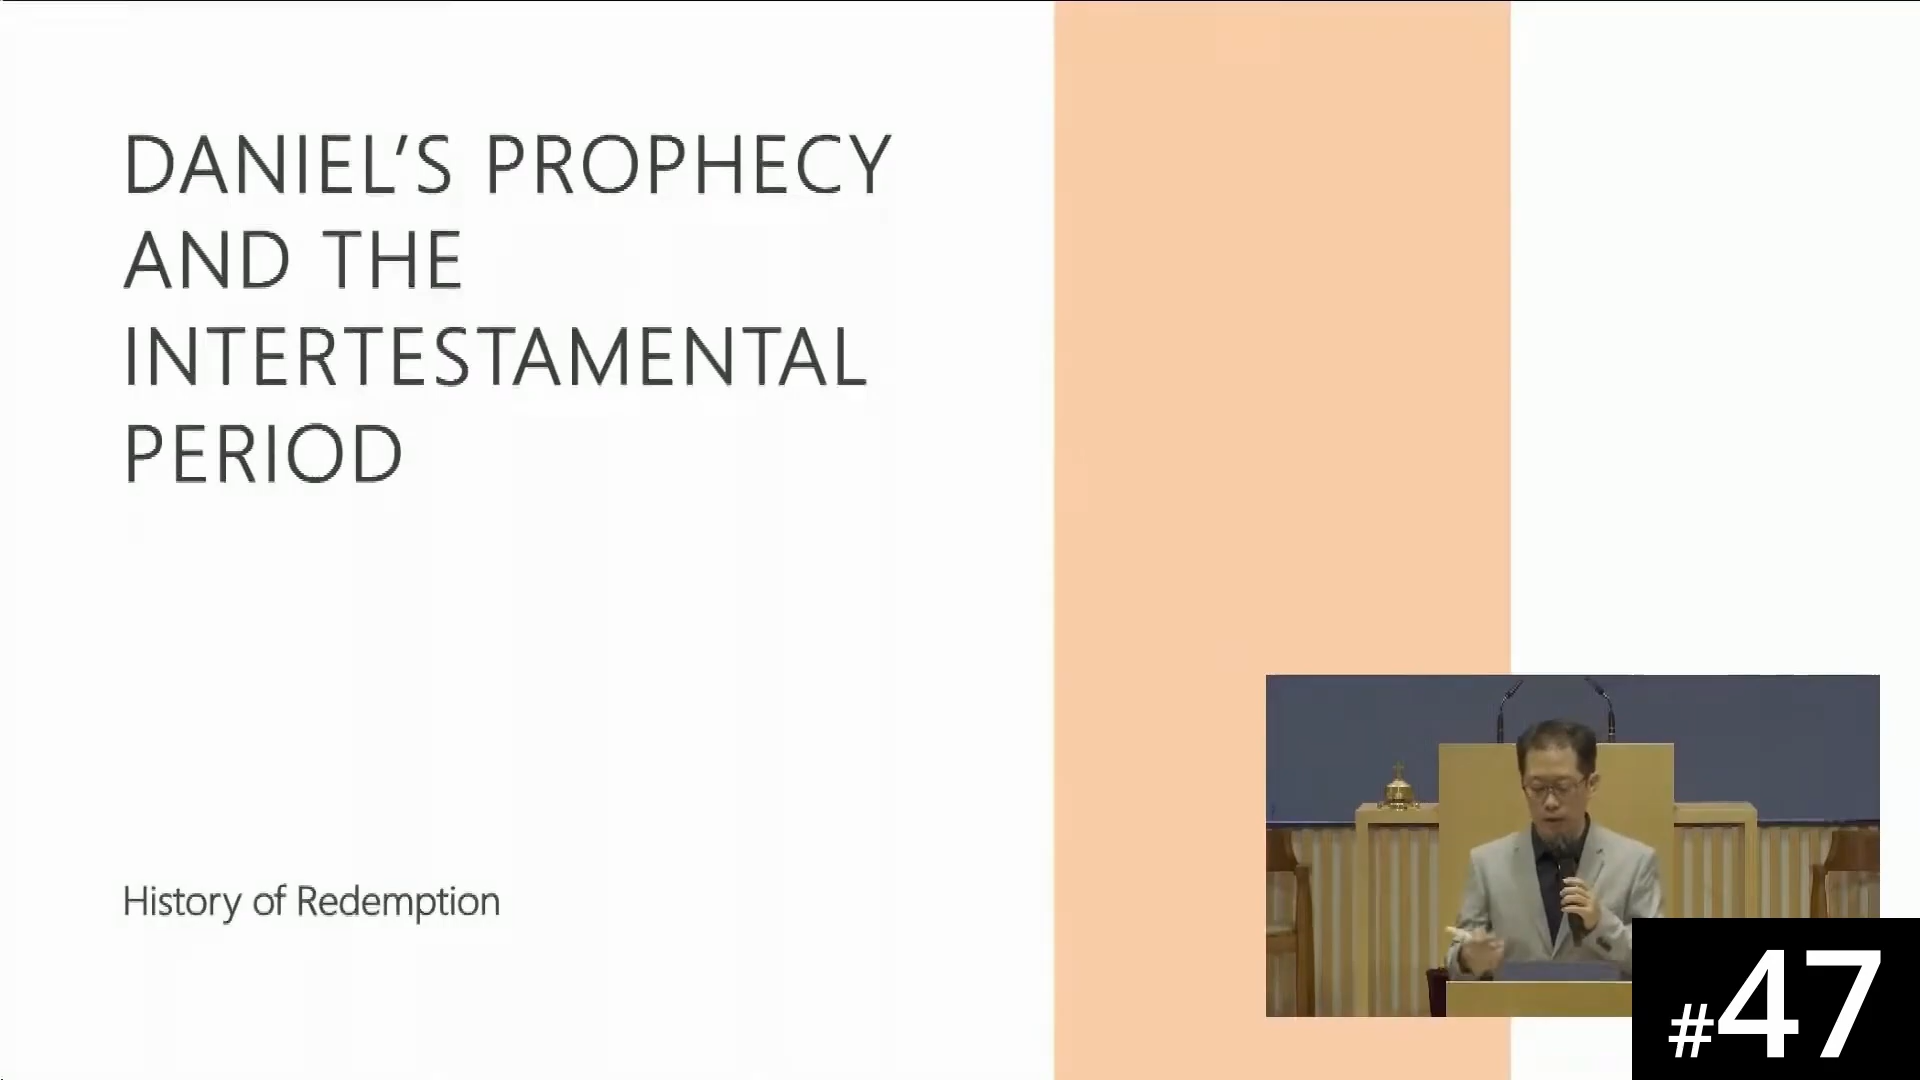 DANIEL’S PROPHECY
AND THE
INTERTESTAMENTAL
PERIOD
History of Redemption
#47